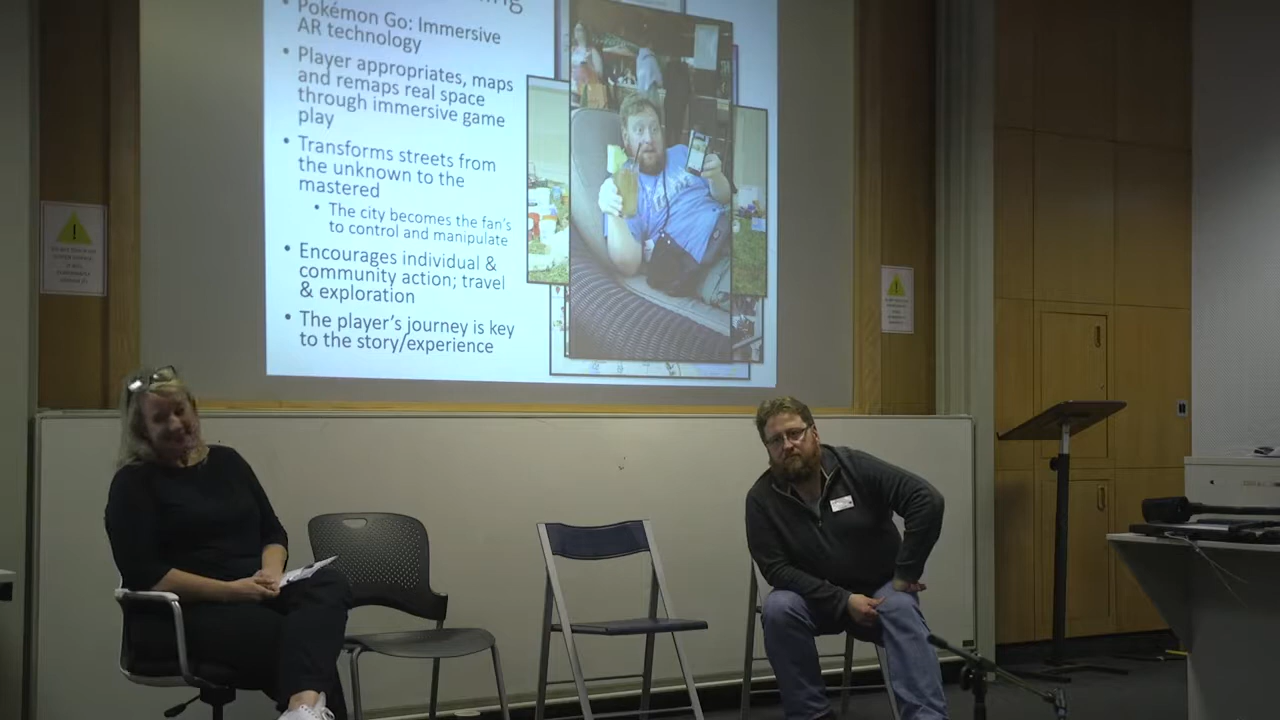 Pokémon Go: Immersive
AR technology
Player appropriates, maps
and remaps real space
through immersive game
play
Transforms streets from
the unknown to the
mastered
The city becomes the fan's
to control and manipulate
Encourages individual &
community action; travel
& exploration
The player's journey is key
to the story/experience